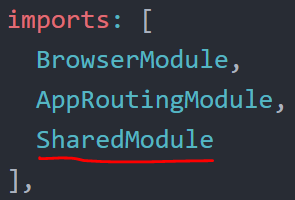 imports: [
BrowserModule,
AppRoutingModule,
SharedModule
],